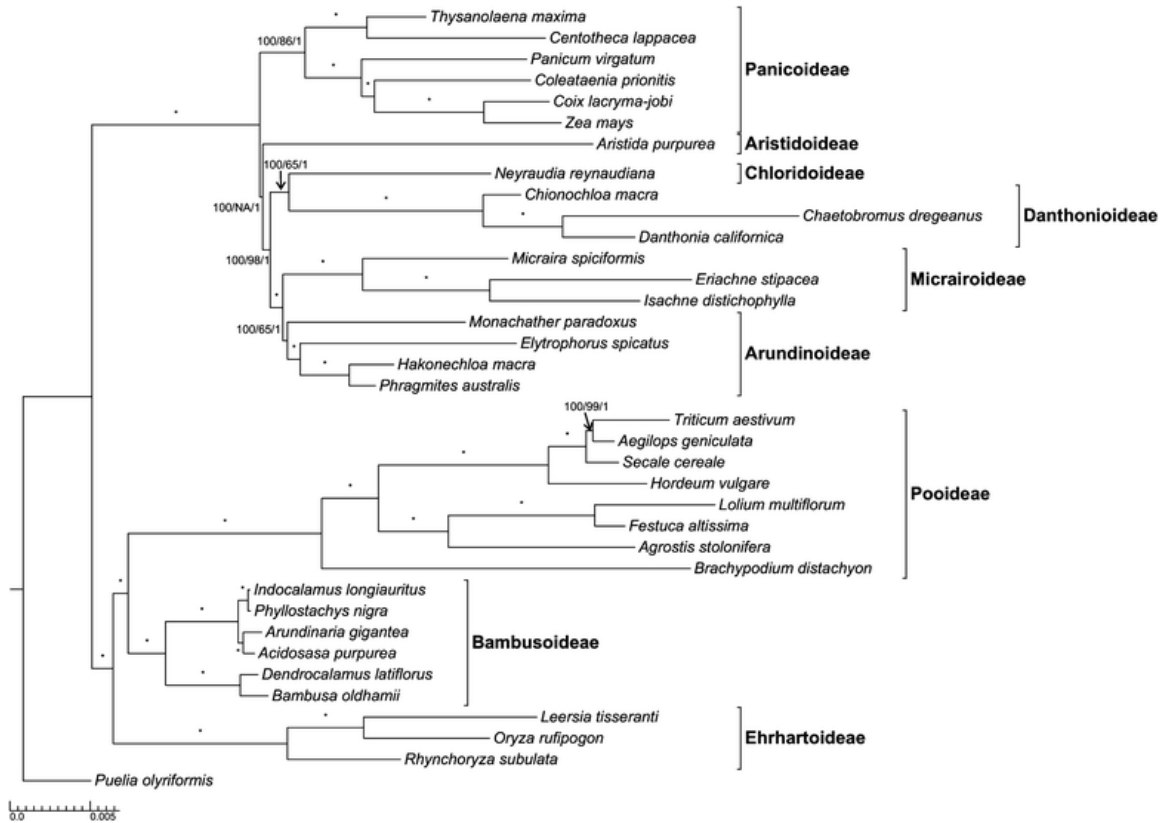 Thysanolaena maxima
100/86/1
Centotheca lappacea
Panicum virgatum
Panicoideae
Coleataenia prionitis
Coix lacryma-jobi
Zea mays
Aristida purpurea
Aristidoideae
100/65/1
Neyraudia reynaudiana
Chloridoideae
Chionochloa macra
100/NA/1
Chaetobromus dregeanus
Danthonioideae
Danthonia californica
100/98/1
Micraira spiciformis
Eriachne stipacea
Micrairoideae
Isachne distichophylla
100/65/1
Monachather paradoxus
Elytrophorus spicatus
Arundinoideae
Hakonechloa macra
Phragmites australis
100/99/1
Triticum aestivum
Aegilops geniculata
Secale cereale
Hordeum vulgare
Pooideae
Lolium multiflorum
Festuca altissima
Agrostis stolonifera
Brachypodium distachyon
Indocalamus longiauritus
Phyllostachys nigra
Arundinaria gigantea
Bambusoideae
Acidosasa purpurea
Dendrocalamus latiflorus
Bambusa oldhamii
Leersia tisseranti
Oryza rufipogon
Ehrhartoideae
Rhynchoryza subulata
Puelia olyriformis
0.0 0.005